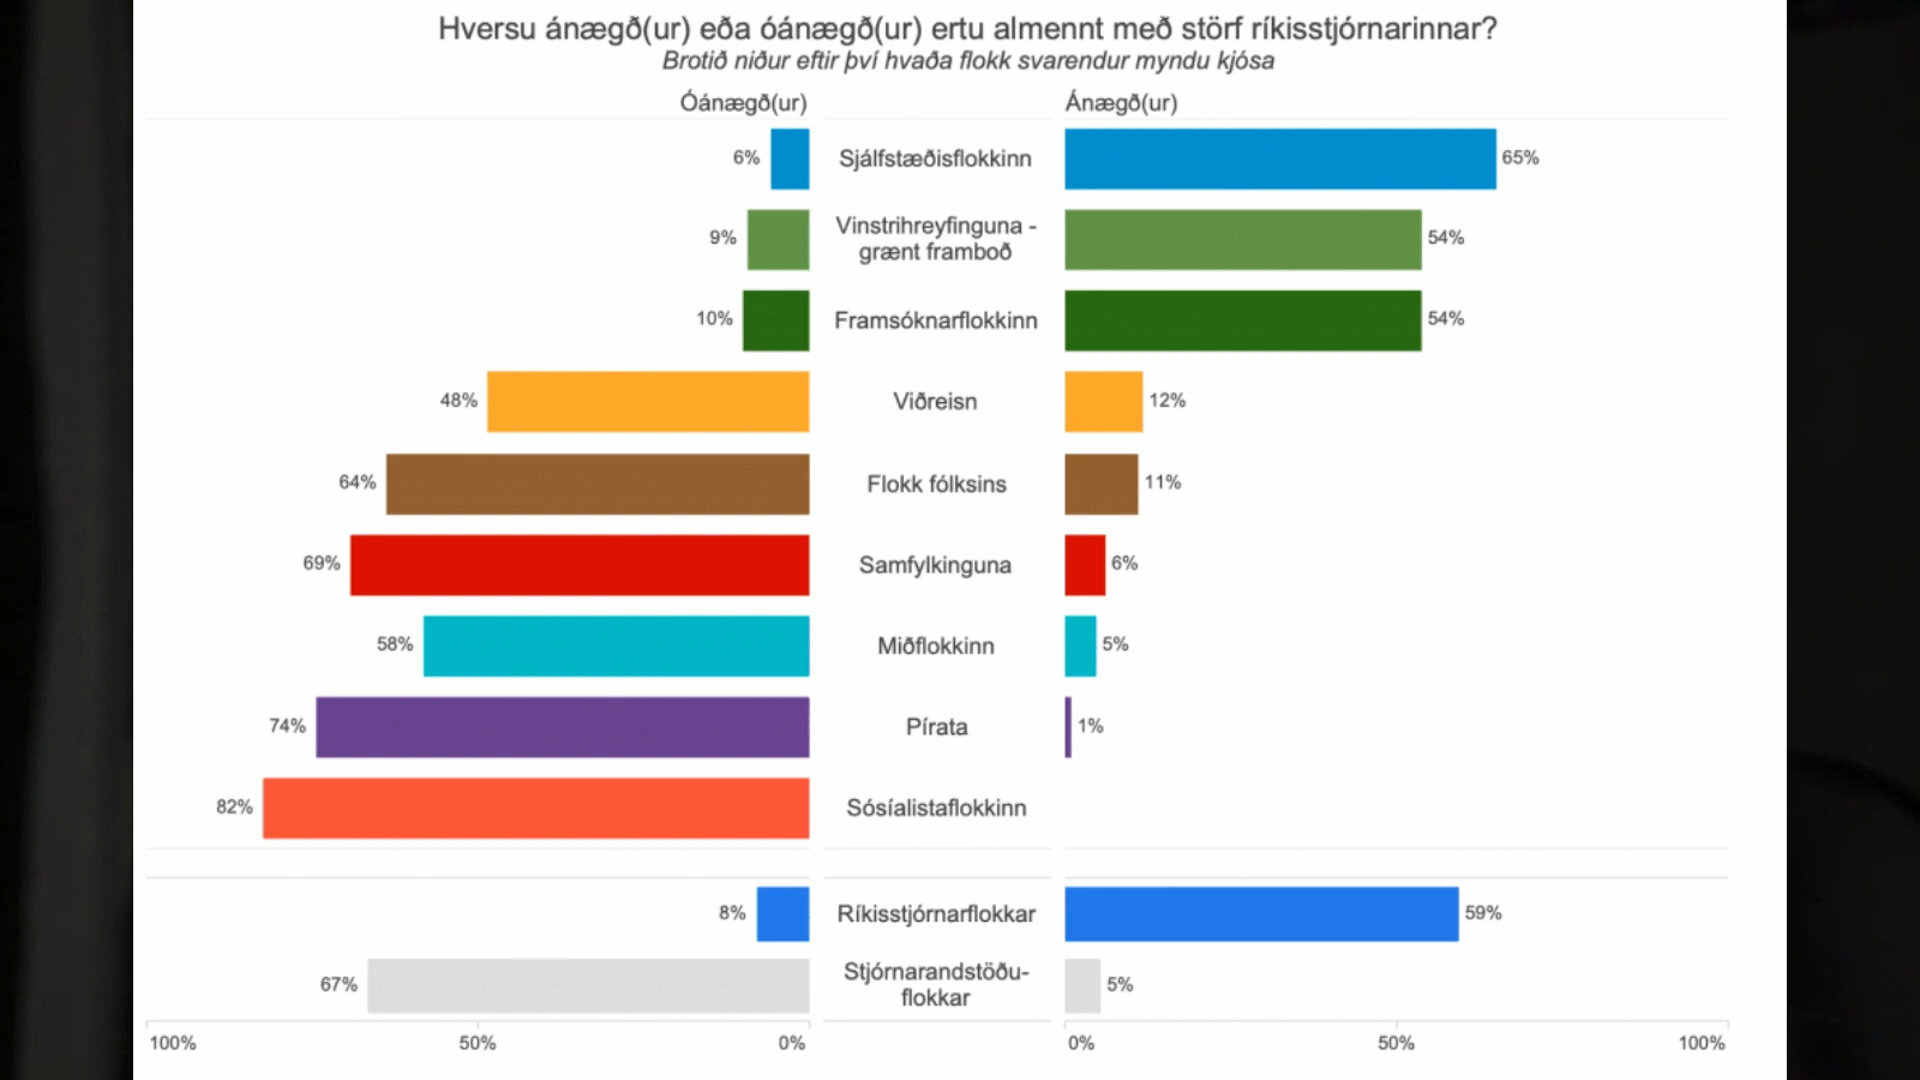 Hversu ánægð(ur) eða óánægð(ur) ertu almennt með störf ríkisstjórnarinnar?
Brotið niður eftir því hvaða flokk svarendur myndu kjósa
Óánægð(ur) Ánægð(ur)
6% Sjálfstæðisflokkinn 65%
9% Vinstrihreyfinguna - 54%
grænt framboð
10% Framsóknarflokkinn 54%
48% Viðreisn 12%
64% Flokk fólksins 11%
69% Samfylkinguna 6%
58% Miðflokkinn 5%
74% Pírata 1%
82% Sósíalistaflokkinn
8% Ríkisstjórnarflokkar 59%
67% Stjórnarandstöðu- 5%
flokkar
100% 50% 0% 0% 50% 100%